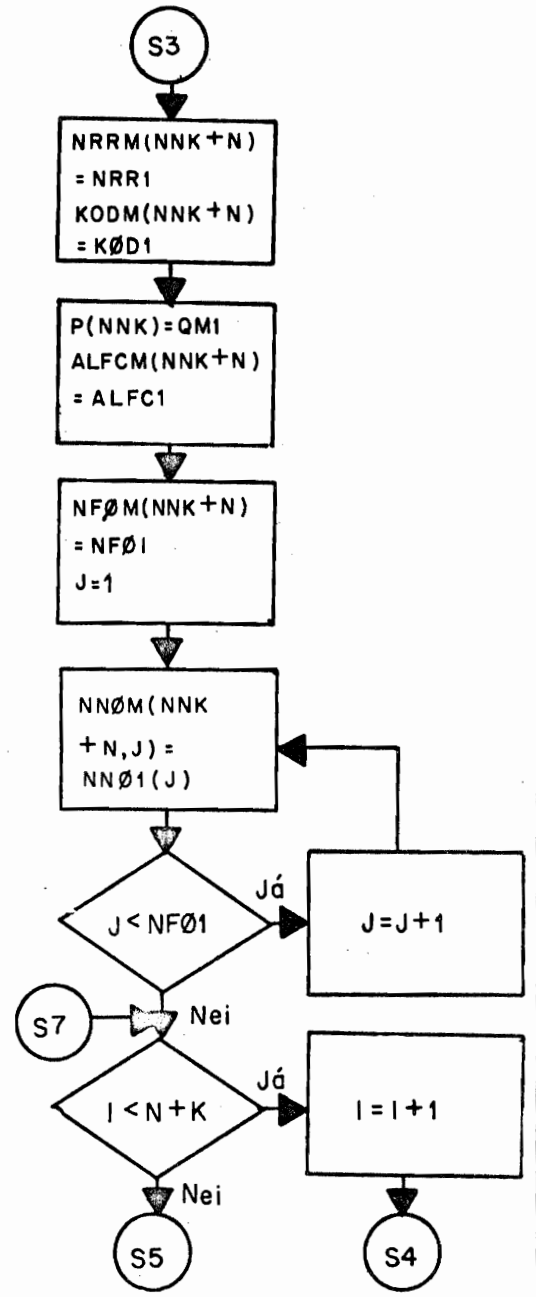 S3
NRRM(NNK+N)
= NRR1
KODM(NNK+N)
= KØD1
P(NNK)=QM1
ALFCM(NNK+N)
= ALFC1
NFØM(NNK+N)
= NFØ1
J=1
NNØM(NNK
+N,J)=
NNØ1(J)
J<NFØ1
Já
J=J+1
Nei
S7
I<N+K
Já
I=I+1
Nei
S5
S4